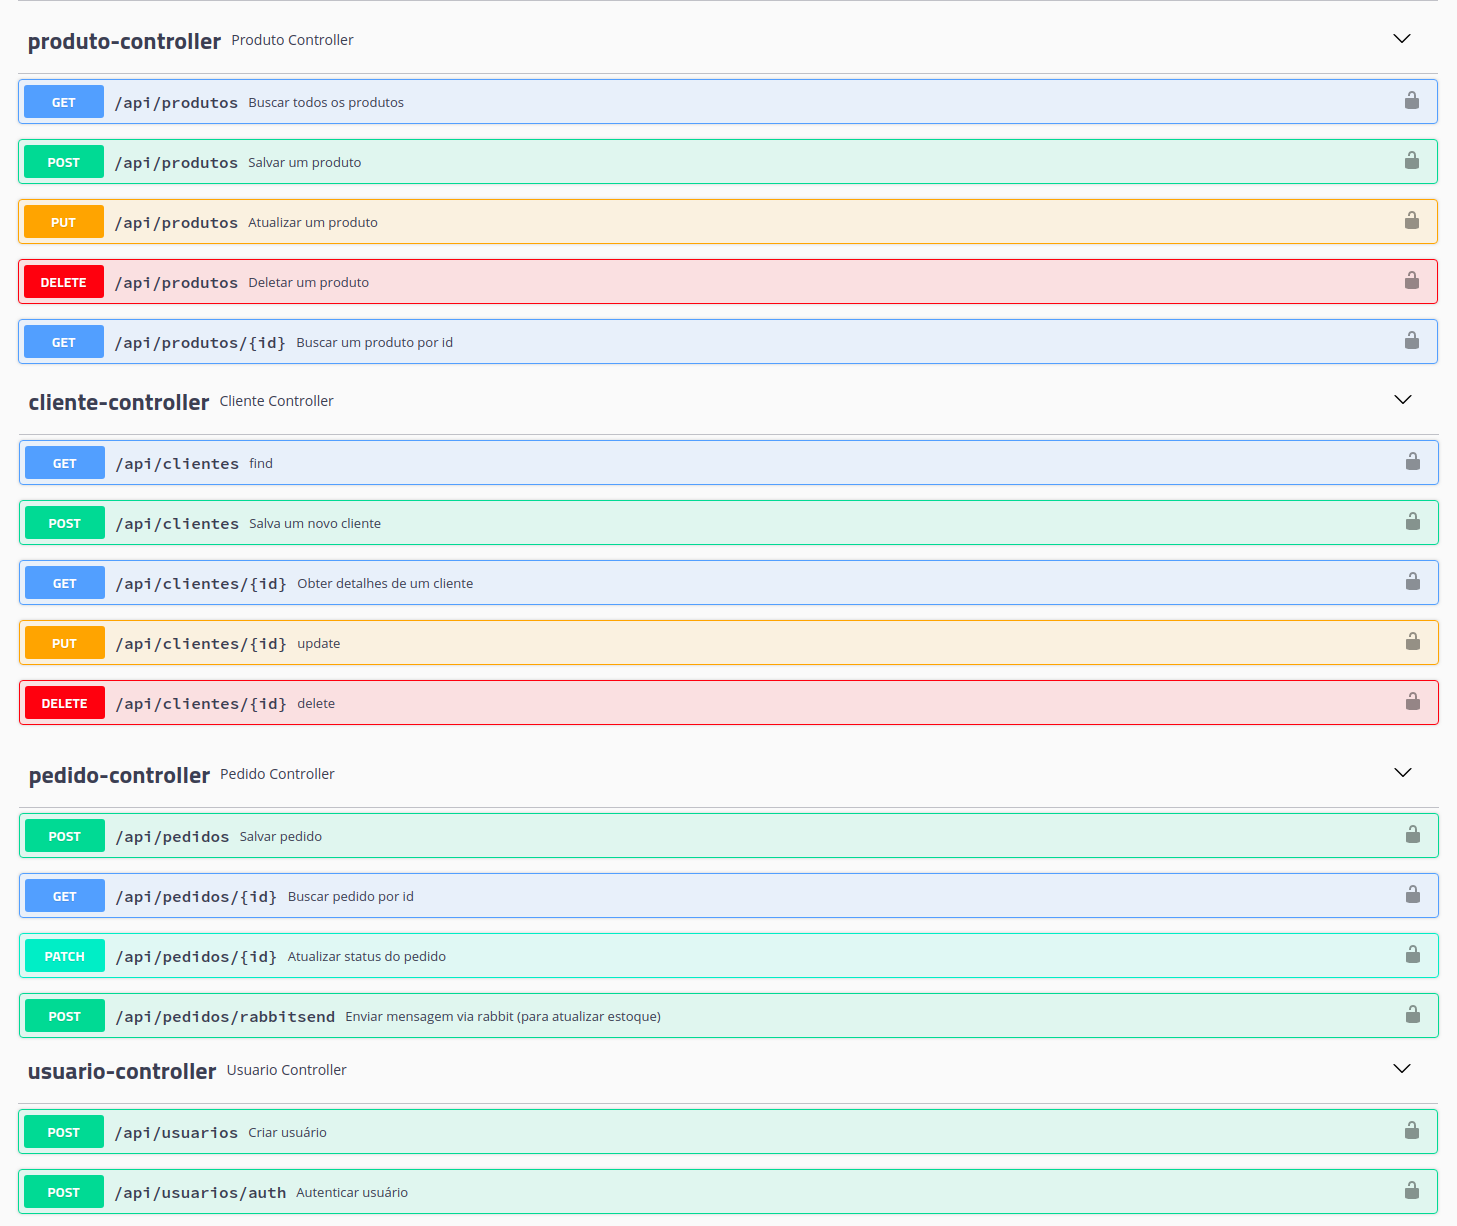 produto-controller Produto Controller
GET /api/produtos Buscar todos os produtos
POST /api/produtos Salvar um produto
PUT /api/produtos Atualizar um produto
DELETE /api/produtos Deletar um produto
GET /api/produtos/{id} Buscar um produto por id
cliente-controller Cliente Controller
GET /api/clientes find
POST /api/clientes Salva um novo cliente
GET /api/clientes/{id} Obter detalhes de um cliente
PUT /api/clientes/{id} update
DELETE /api/clientes/{id} delete
pedido-controller Pedido Controller
POST /api/pedidos Salvar pedido
GET /api/pedidos/{id} Buscar pedido por id
PATCH /api/pedidos/{id} Atualizar status do pedido
POST /api/pedidos/rabbitsend Enviar mensagem via rabbit (para atualizar estoque)
usuario-controller Usuario Controller
POST /api/usuarios Criar usuário
POST /api/usuarios/auth Autenticar usuário